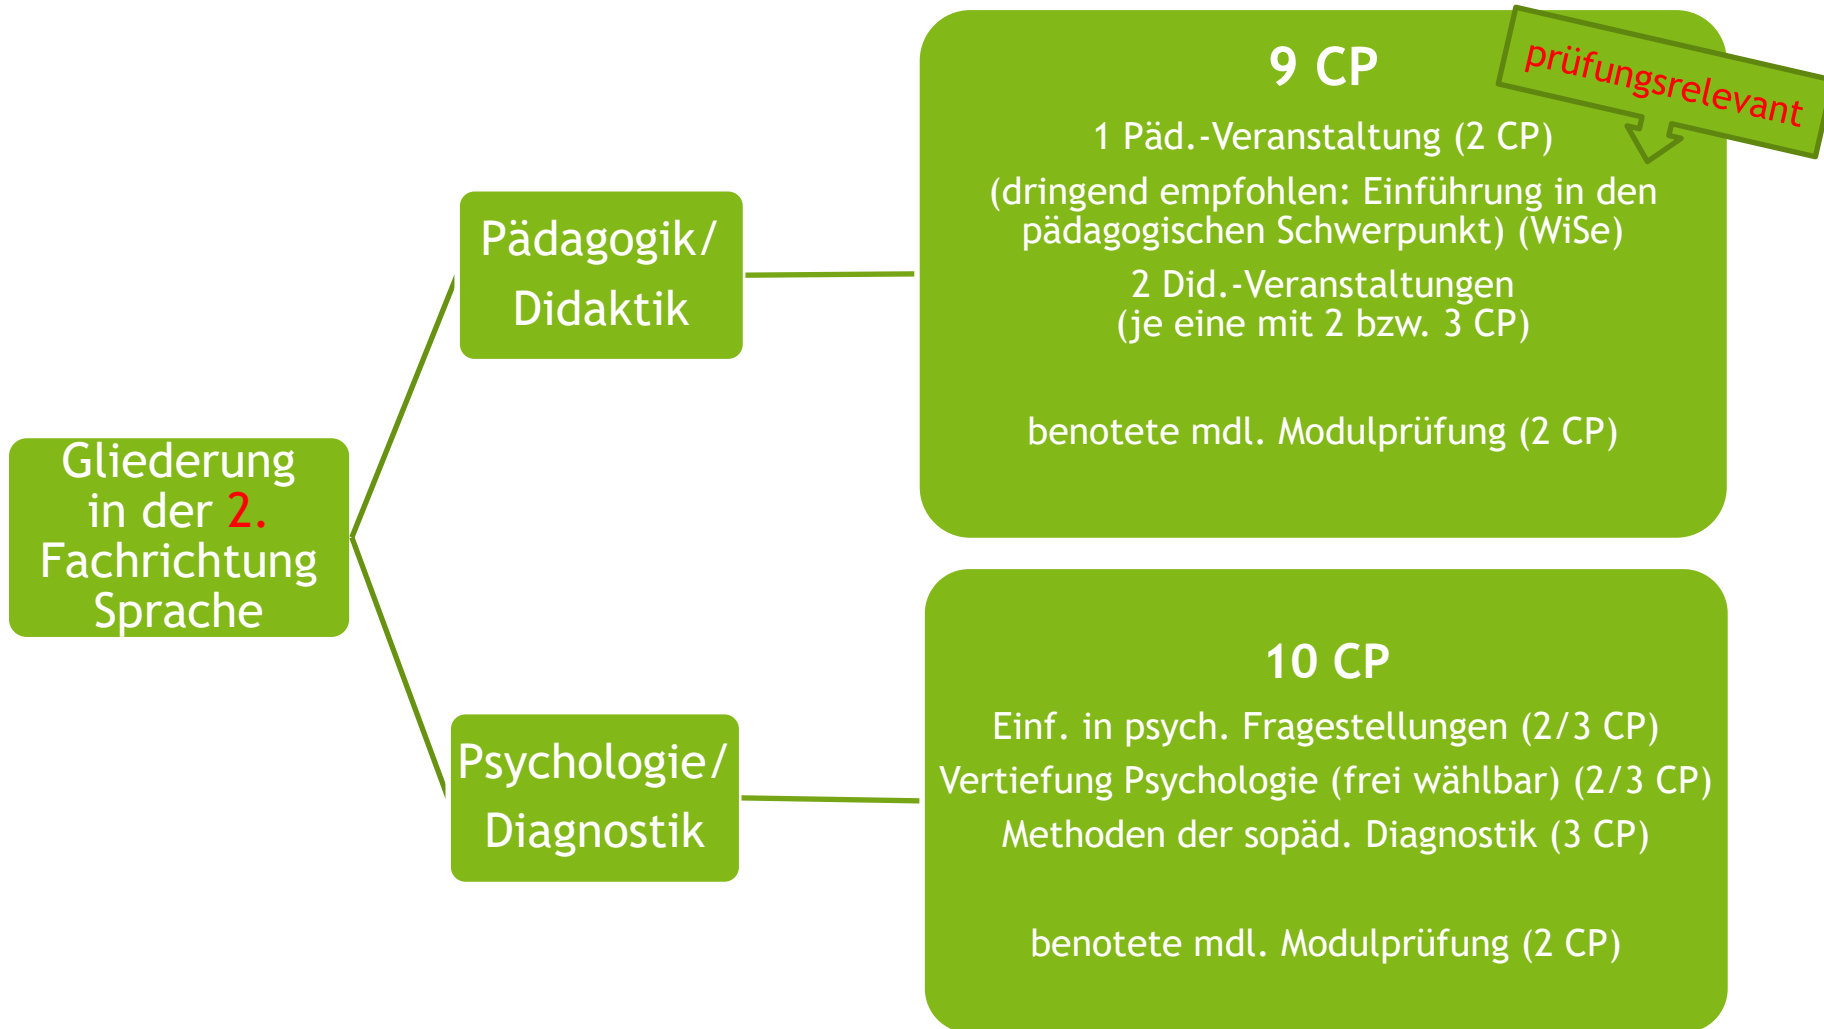 Gliederung
in der 2.
Fachrichtung
Sprache
Pädagogik/
Didaktik
9 CP
prüfungsrelevant
1 Päd.-Veranstaltung (2 CP)
(dringend empfohlen: Einführung in den
pädagogischen Schwerpunkt) (WiSe)
2 Did.-Veranstaltungen
(je eine mit 2 bzw. 3 CP)
benotete mdl. Modulprüfung (2 CP)
Psychologie/
Diagnostik
10 CP
Einf. in psych. Fragestellungen (2/3 CP)
Vertiefung Psychologie (frei wählbar) (2/3 CP)
Methoden der sopäd. Diagnostik (3 CP)
benotete mdl. Modulprüfung (2 CP)